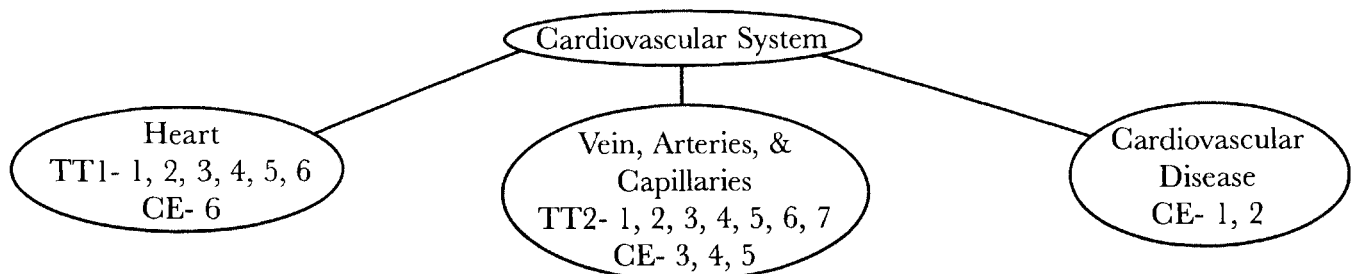 Cardiovascular System
Heart
TT1- 1, 2, 3, 4, 5, 6
CE- 6
Vein, Arteries, &
Capillaries
TT2- 1, 2, 3, 4, 5, 6, 7
CE- 3, 4, 5
Cardiovascular
Disease
CE- 1, 2